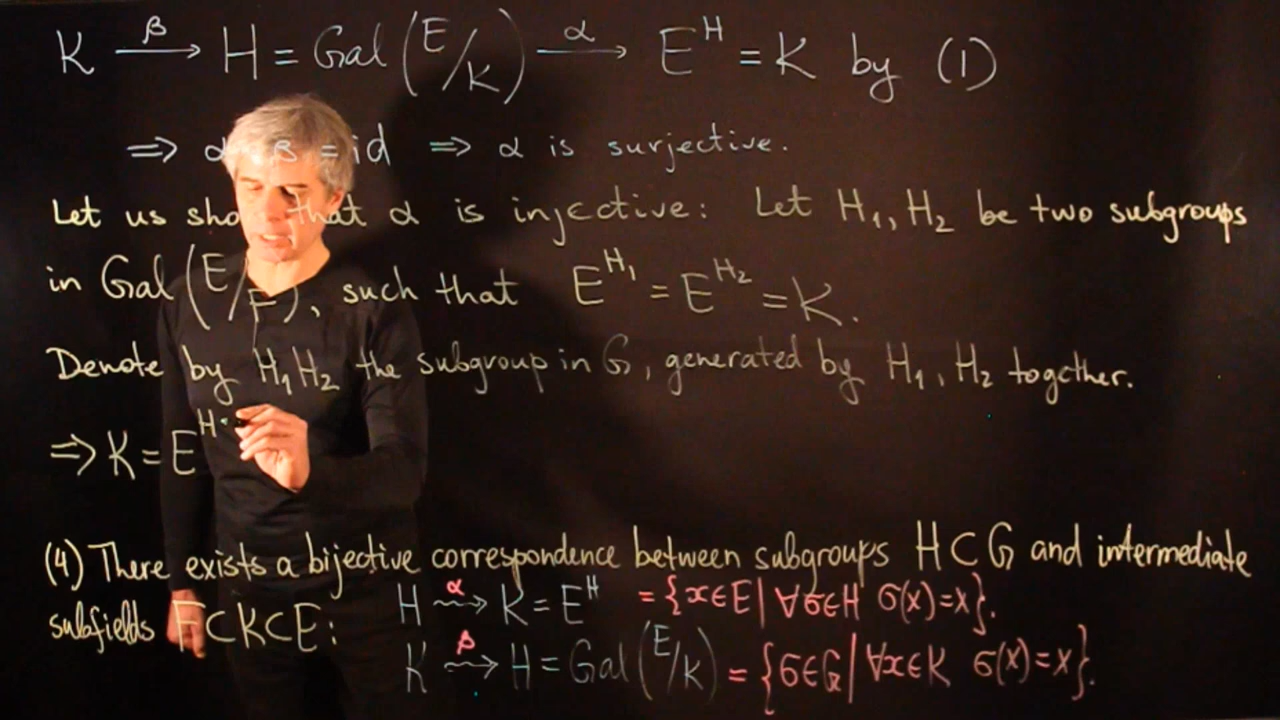 K —β→ H = Gal(E/K) —α→ E^H = K by (1)
⇒ α∘β = id ⇒ α is surjective.
Let us show that α is injective: Let H₁, H₂ be two subgroups
in Gal(E/F), such that E^H₁ = E^H₂ = K.
Denote by H₁H₂ the subgroup in G, generated by H₁, H₂ together.
⇒ K = E^H
(4) There exists a bijective correspondence between subgroups H⊂G and intermediate
subfields F⊂K⊂E: H ⇝α K = E^H = {x∈E | ∀σ∈H σ(x)=x}.
K ⇝β H = Gal(E/K) = {σ∈G | ∀x∈K σ(x)=x}.